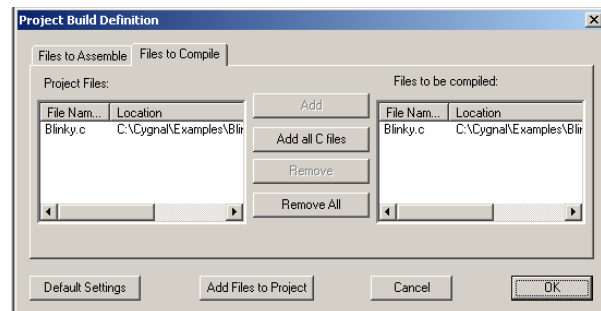 Project Build Definition
Files to Assemble
Files to Compile
Project Files:
Files to be compiled:
File Nam... Location
Blinky.c C:\Cygnal\Examples\Blin
Add
Add all C files
Remove
Remove All
File Nam... Location
Blinky.c C:\Cygnal\Examples\Blin
Default Settings
Add Files to Project
Cancel
OK